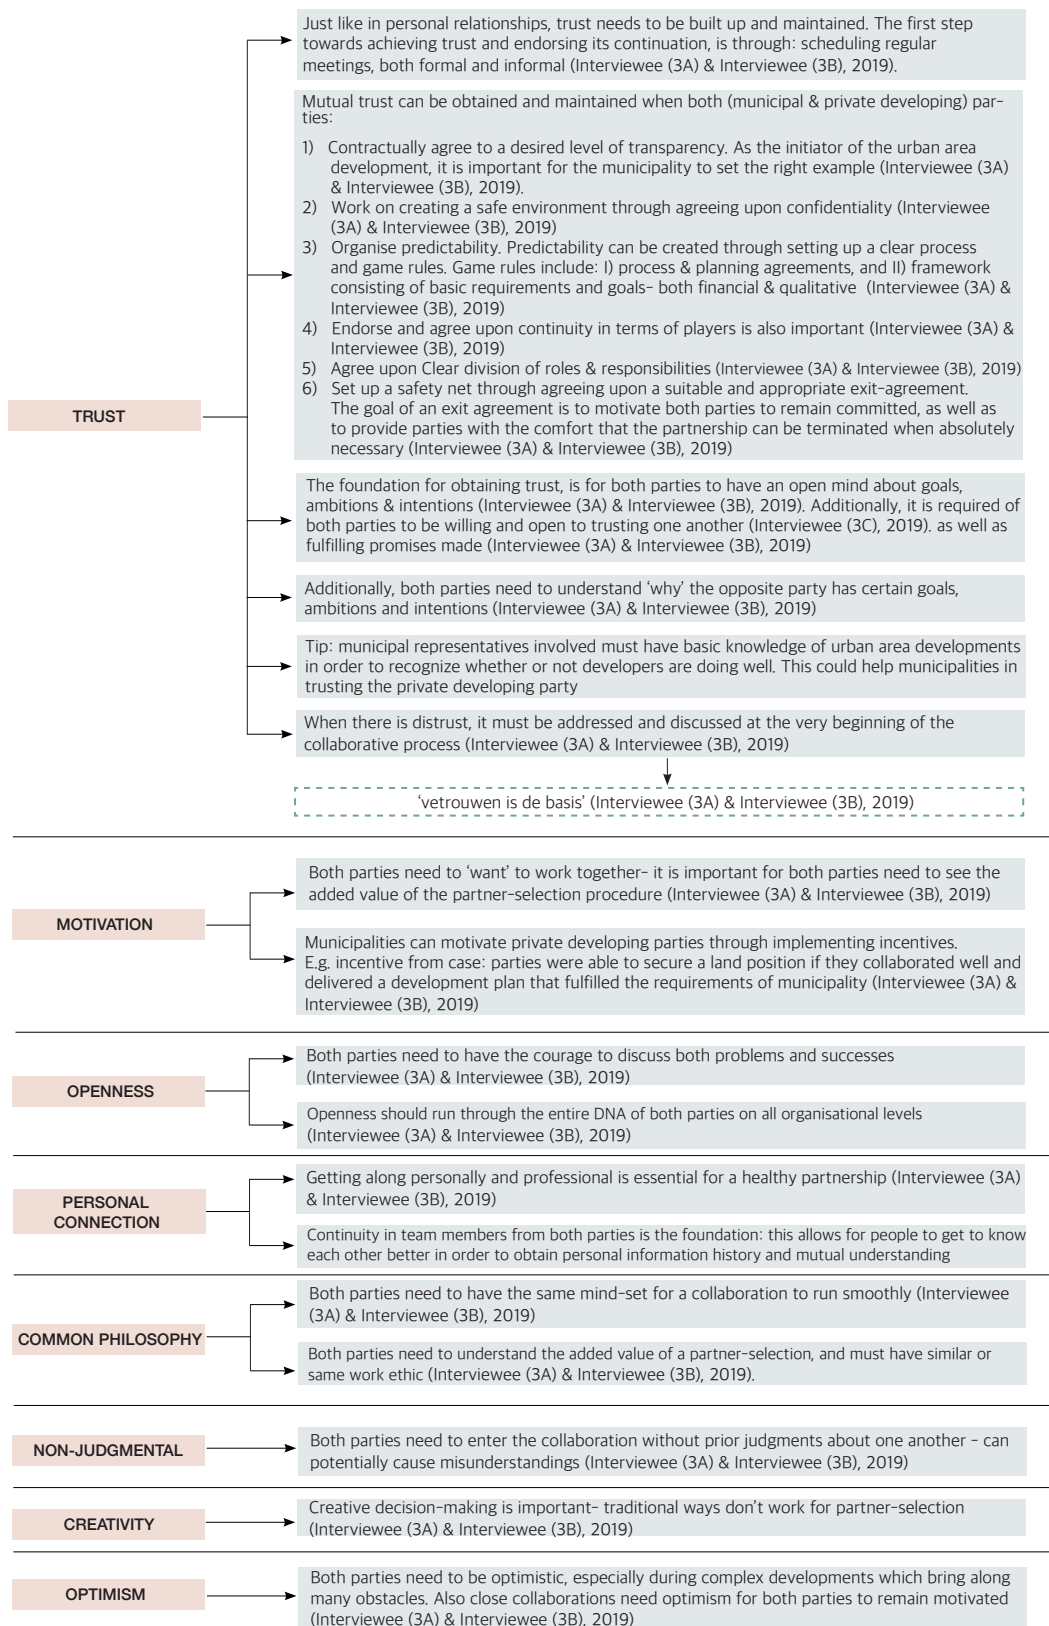 Just like in personal relationships, trust needs to be built up and maintained. The first step
towards achieving trust and endorsing its continuation, is through: scheduling regular
meetings, both formal and informal (Interviewee (3A) & Interviewee (3B), 2019).
Mutual trust can be obtained and maintained when both (municipal & private developing) par-
ties:
1) Contractually agree to a desired level of transparency. As the initiator of the urban area
development, it is important for the municipality to set the right example (Interviewee (3A)
& Interviewee (3B), 2019).
2) Work on creating a safe environment through agreeing upon confidentiality (Interviewee
(3A) & Interviewee (3B), 2019)
3) Organise predictability. Predictability can be created through setting up a clear process
and game rules. Game rules include: I) process & planning agreements, and II) framework
consisting of basic requirements and goals- both financial & qualitative (Interviewee (3A) &
Interviewee (3B), 2019)
4) Endorse and agree upon continuity in terms of players is also important (Interviewee (3A) &
Interviewee (3B), 2019)
5) Agree upon Clear division of roles & responsibilities (Interviewee (3A) & Interviewee (3B), 2019)
6) Set up a safety net through agreeing upon a suitable and appropriate exit-agreement.
The goal of an exit agreement is to motivate both parties to remain committed, as well as
to provide parties with the comfort that the partnership can be terminated when absolutely
necessary (Interviewee (3A) & Interviewee (3B), 2019)
TRUST
The foundation for obtaining trust, is for both parties to have an open mind about goals,
ambitions & intentions (Interviewee (3A) & Interviewee (3B), 2019). Additionally, it is required of
both parties to be willing and open to trusting one another (Interviewee (3C), 2019). as well as
fulfilling promises made (Interviewee (3A) & Interviewee (3B), 2019)
Additionally, both parties need to understand ‘why’ the opposite party has certain goals,
ambitions and intentions (Interviewee (3A) & Interviewee (3B), 2019)
Tip: municipal representatives involved must have basic knowledge of urban area developments
in order to recognize whether or not developers are doing well. This could help municipalities in
trusting the private developing party
When there is distrust, it must be addressed and discussed at the very beginning of the
collaborative process (Interviewee (3A) & Interviewee (3B), 2019)
‘vetrouwen is de basis’ (Interviewee (3A) & Interviewee (3B), 2019)
MOTIVATION
Both parties need to ‘want’ to work together- it is important for both parties need to see the
added value of the partner-selection procedure (Interviewee (3A) & Interviewee (3B), 2019)
Municipalities can motivate private developing parties through implementing incentives.
E.g. incentive from case: parties were able to secure a land position if they collaborated well and
delivered a development plan that fulfilled the requirements of municipality (Interviewee (3A) &
Interviewee (3B), 2019)
OPENNESS
Both parties need to have the courage to discuss both problems and successes
(Interviewee (3A) & Interviewee (3B), 2019)
Openness should run through the entire DNA of both parties on all organisational levels
(Interviewee (3A) & Interviewee (3B), 2019)
PERSONAL
CONNECTION
Getting along personally and professional is essential for a healthy partnership (Interviewee (3A)
& Interviewee (3B), 2019)
Continuity in team members from both parties is the foundation: this allows for people to get to know
each other better in order to obtain personal information history and mutual understanding
COMMON PHILOSOPHY
Both parties need to have the same mind-set for a collaboration to run smoothly (Interviewee
(3A) & Interviewee (3B), 2019)
Both parties need to understand the added value of a partner-selection, and must have similar or
same work ethic (Interviewee (3A) & Interviewee (3B), 2019).
NON-JUDGMENTAL
Both parties need to enter the collaboration without prior judgments about one another - can
potentially cause misunderstandings (Interviewee (3A) & Interviewee (3B), 2019)
CREATIVITY
Creative decision-making is important- traditional ways don’t work for partner-selection
(Interviewee (3A) & Interviewee (3B), 2019)
OPTIMISM
Both parties need to be optimistic, especially during complex developments which bring along
many obstacles. Also close collaborations need optimism for both parties to remain motivated
(Interviewee (3A) & Interviewee (3B), 2019)